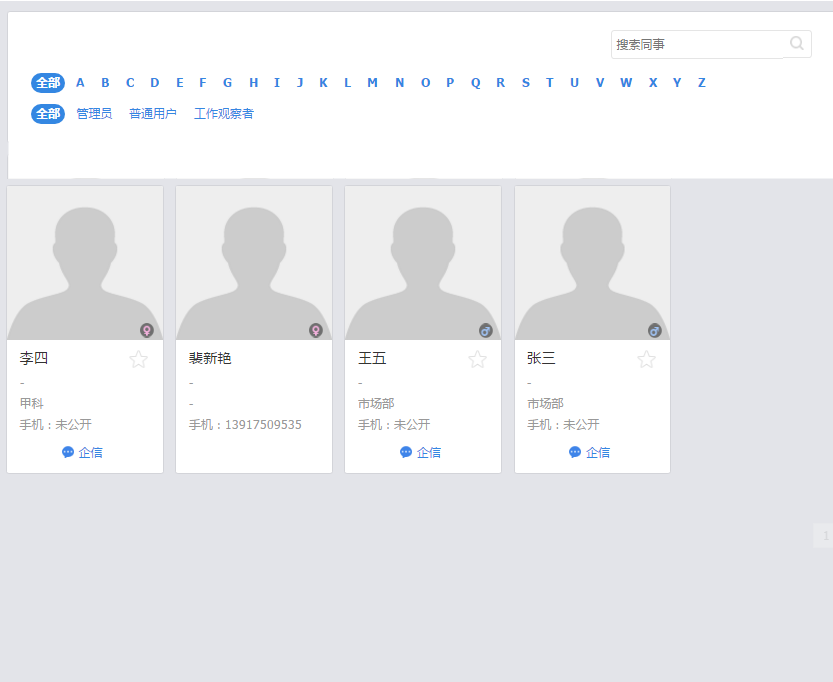 搜索同事
全部 A B C D E F G H I J K L M N O P Q R S T U V W X Y Z
全部 管理员 普通用户 工作观察者
李四
-
甲科
手机：未公开
企信
裴新艳
-
-
手机：13917509535
王五
-
市场部
手机：未公开
企信
张三
-
市场部
手机：未公开
企信
1